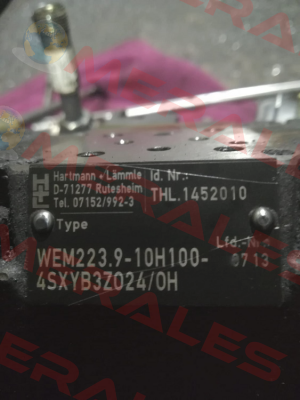 Hartmann + Lämmle Id. Nr.:
D-71277 Rutesheim THL.1452010
Tel. 07152/992-3
Type Lfd.-Nr.
WEM223.9-10H100- 0713
4SXYB3Z024/0H